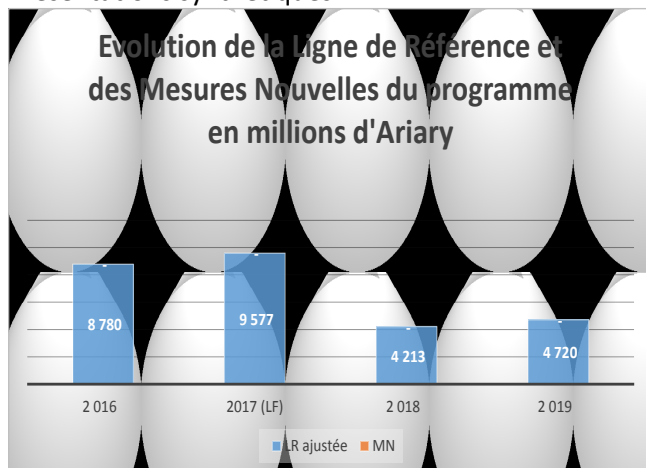 Evolution de la Ligne de Référence et
des Mesures Nouvelles du programme
en millions d'Ariary
-
-
-
-
8 780
9 577
4 213
4 720
2 016
2017 (LF)
2 018
2 019
LR ajustée
MN